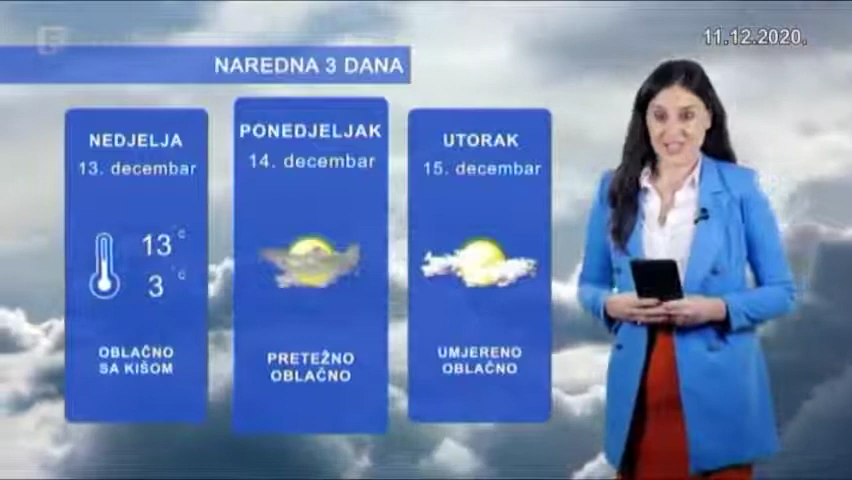 11.12.2020.
NAREDNA 3 DANA
NEDJELJA
13. decembar
13 °C
3 °C
OBLAČNO
SA KIŠOM
PONEDJELJAK
14. decembar
PRETEŽNO
OBLAČNO
UTORAK
15. decembar
UMJERENO
OBLAČNO